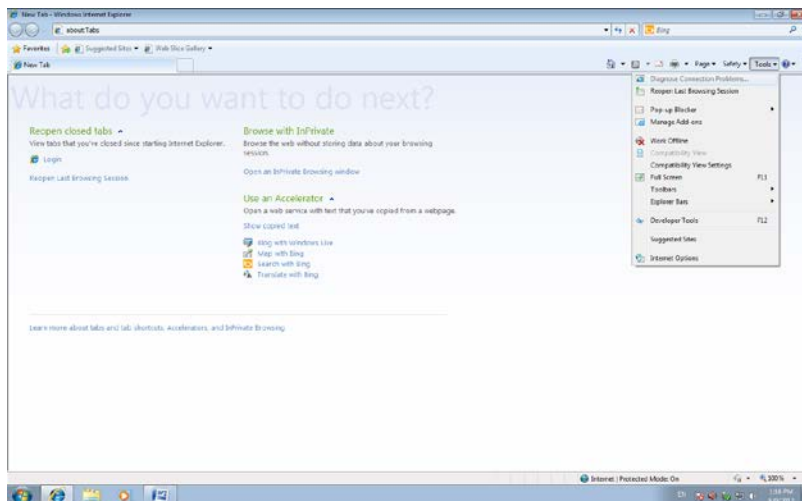 New Tab - Windows Internet Explorer
about:Tabs
Bing
Favorites Suggested Sites Web Slice Gallery
New Tab
Page Safety Tools
What do you want to do next?
Reopen closed tabs
View tabs that you've closed since starting Internet Explorer.
Login
Reopen Last Browsing Session
Browse with InPrivate
Browse the web without storing data about your browsing
session.
Open an InPrivate Browsing window
Use an Accelerator
Open a web service with text that you've copied from a webpage.
Show copied text
Blog with Windows Live
Map with Bing
Search with Bing
Translate with Bing
Learn more about tabs and tab shortcuts, Accelerators, and InPrivate Browsing.
Diagnose Connection Problems...
Reopen Last Browsing Session
Pop-up Blocker
Manage Add-ons
Work Offline
Compatibility View
Compatibility View Settings
Full Screen F11
Toolbars
Explorer Bars
Developer Tools F12
Suggested Sites
Internet Options
Internet | Protected Mode: On
100%
EN